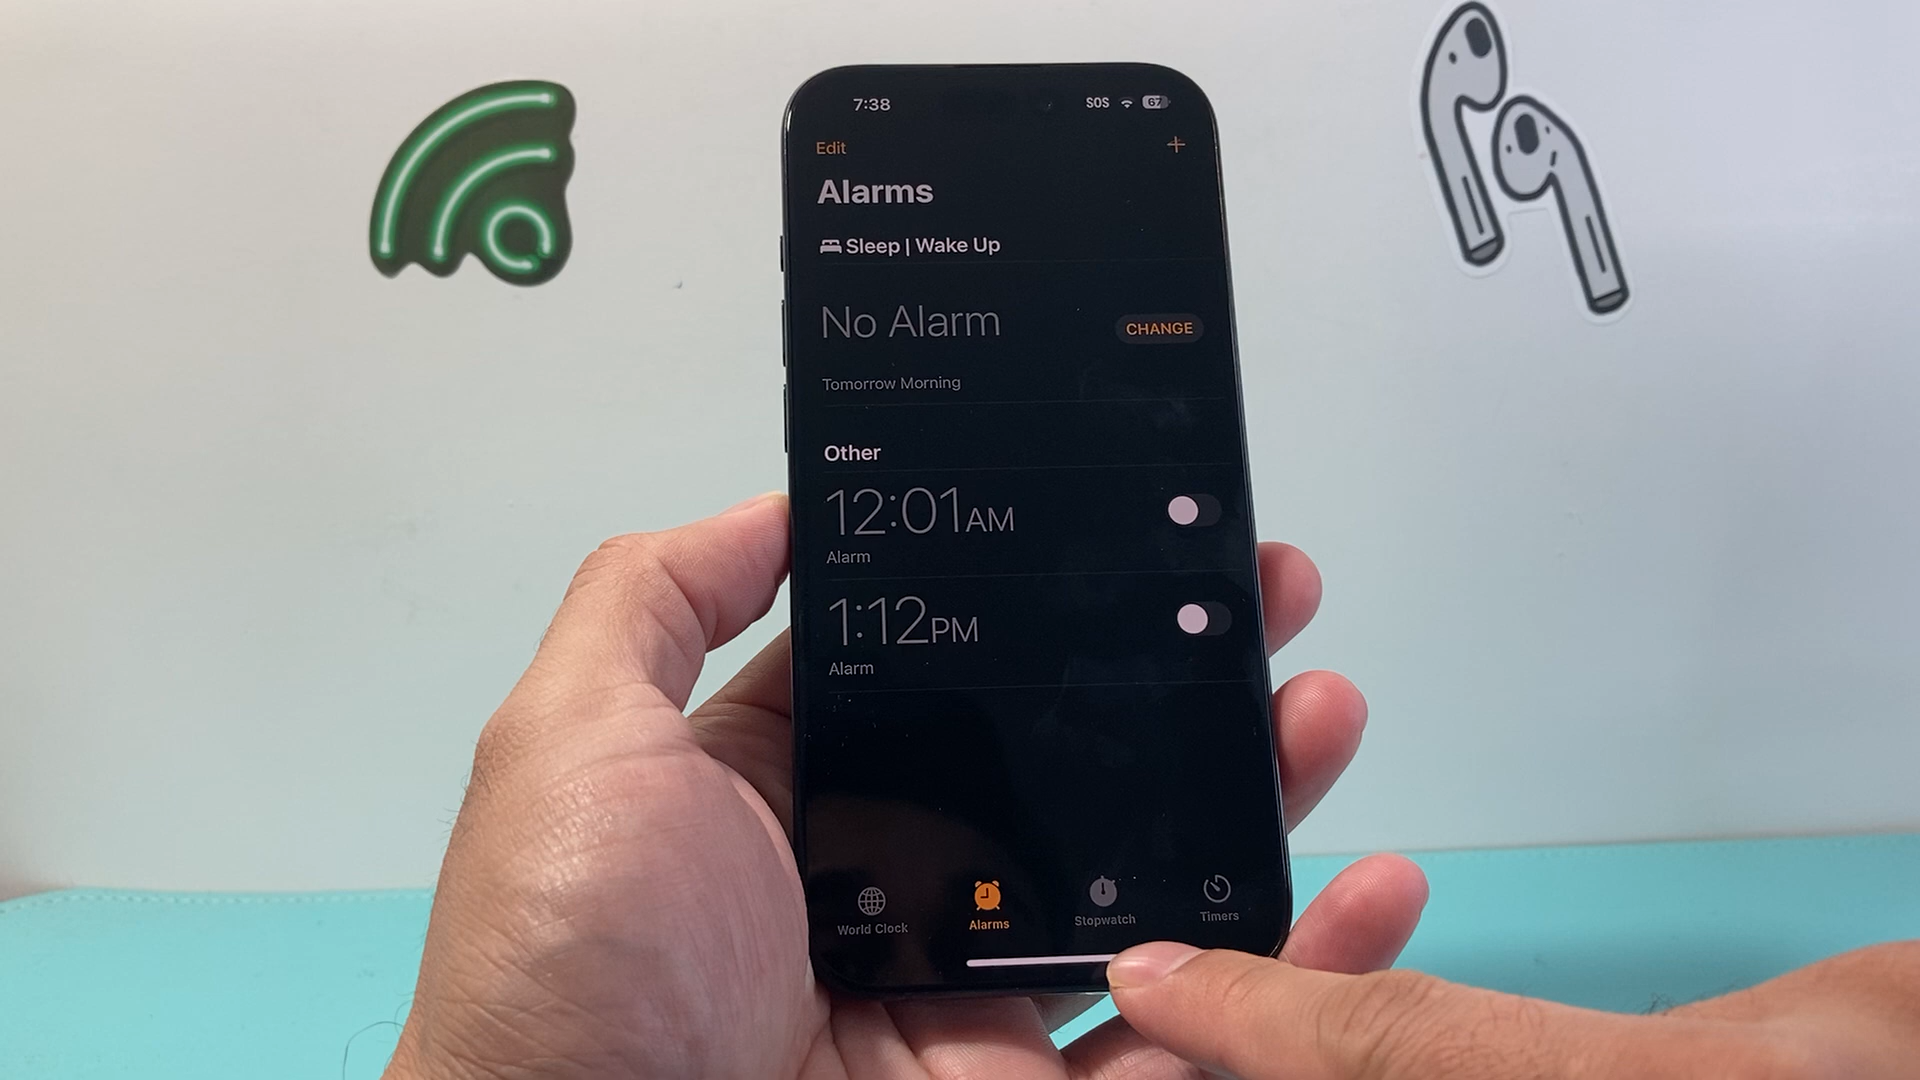 7:38 SOS 67
Edit +
Alarms
Sleep | Wake Up
No Alarm CHANGE
Tomorrow Morning
Other
12:01AM
Alarm
1:12PM
Alarm
World Clock Alarms Stopwatch Timers